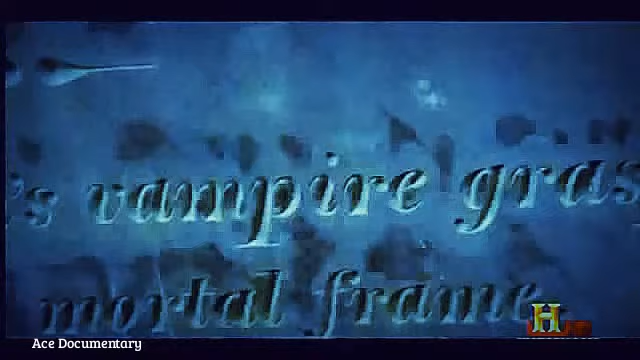 's vampire gras
mortal frame.
H
Ace Documentary